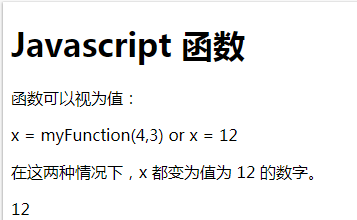 Javascript 函数
函数可以视为值：
x = myFunction(4,3) or x = 12
在这两种情况下，x 都变为值为 12 的数字。
12